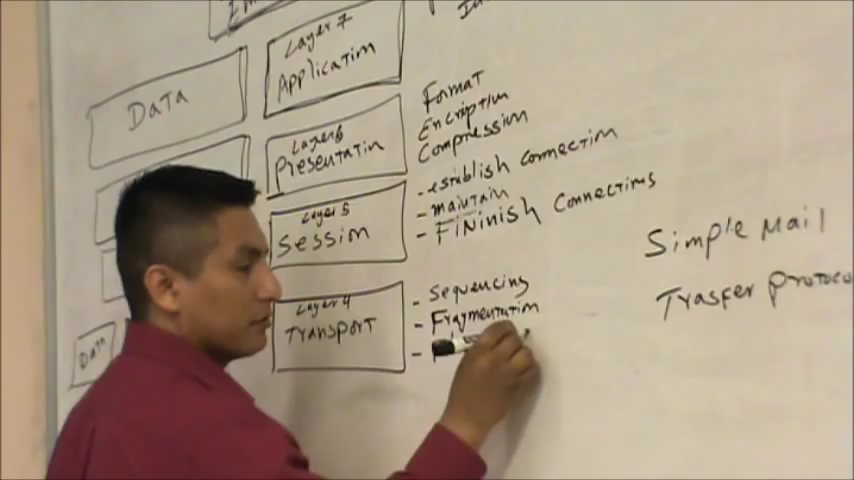 Layer 7
Application
Data
Format
Encription
Compression
Layer 6
Presentation
-establish connection
- maintain
- Fininish connections
Layer 5
Session
Simple Mail
Trasfer Protoco
- Sequencing
- Fragmentation
-
Layer 4
Transport
Data